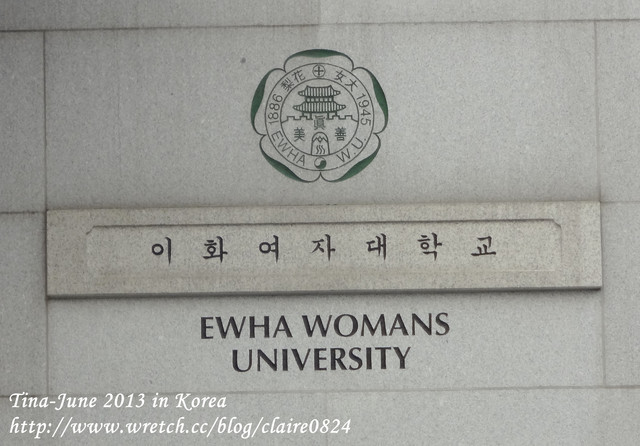 1886 梨花 女大 1945
眞
美 善
EWHA W.U.
이화여자대학교
EWHA WOMANS
UNIVERSITY
Tina-June 2013 in Korea
http://www.wretch.cc/blog/claire0824